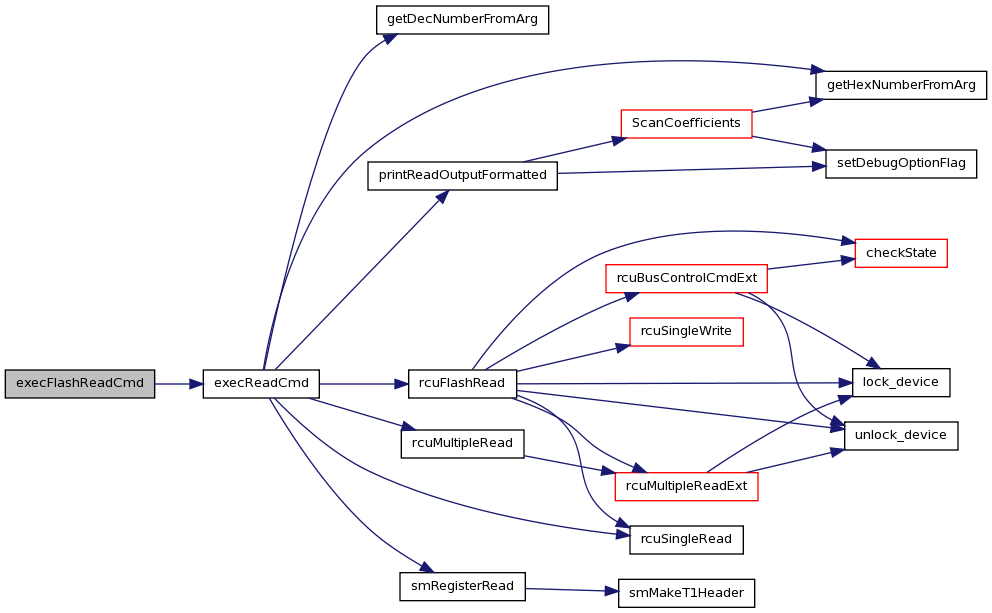 getDecNumberFromArg
getHexNumberFromArg
ScanCoefficients
setDebugOptionFlag
printReadOutputFormatted
checkState
rcuBusControlCmdExt
rcuSingleWrite
execFlashReadCmd
execReadCmd
rcuFlashRead
lock_device
unlock_device
rcuMultipleRead
rcuMultipleReadExt
rcuSingleRead
smRegisterRead
smMakeT1Header